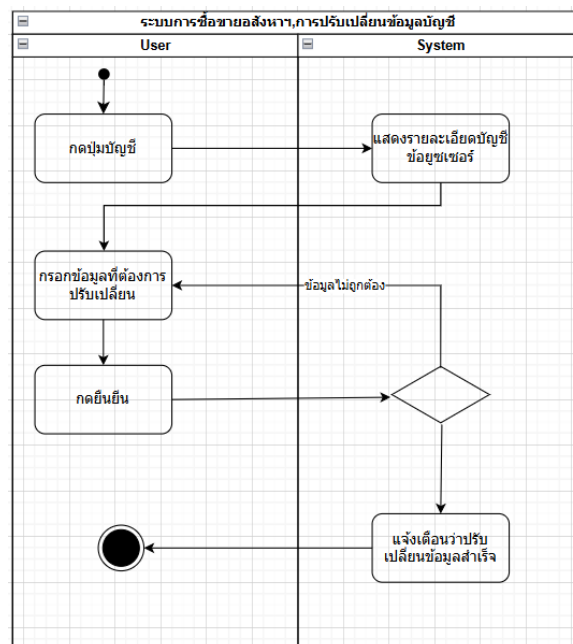 ระบบการซื้อขายอสังหาฯ,การปรับเปลี่ยนข้อมูลบัญชี
User
System
กดปุ่มบัญชี
แสดงรายละเอียดบัญชี
ข้อยูซเซอร์
กรอกข้อมูลที่ต้องการ
ปรับเปลี่ยน
ข้อมูลไม่ถูกต้อง
กดยืนยืน
แจ้งเตือนว่าปรับ
เปลี่ยนข้อมูลสำเร็จ